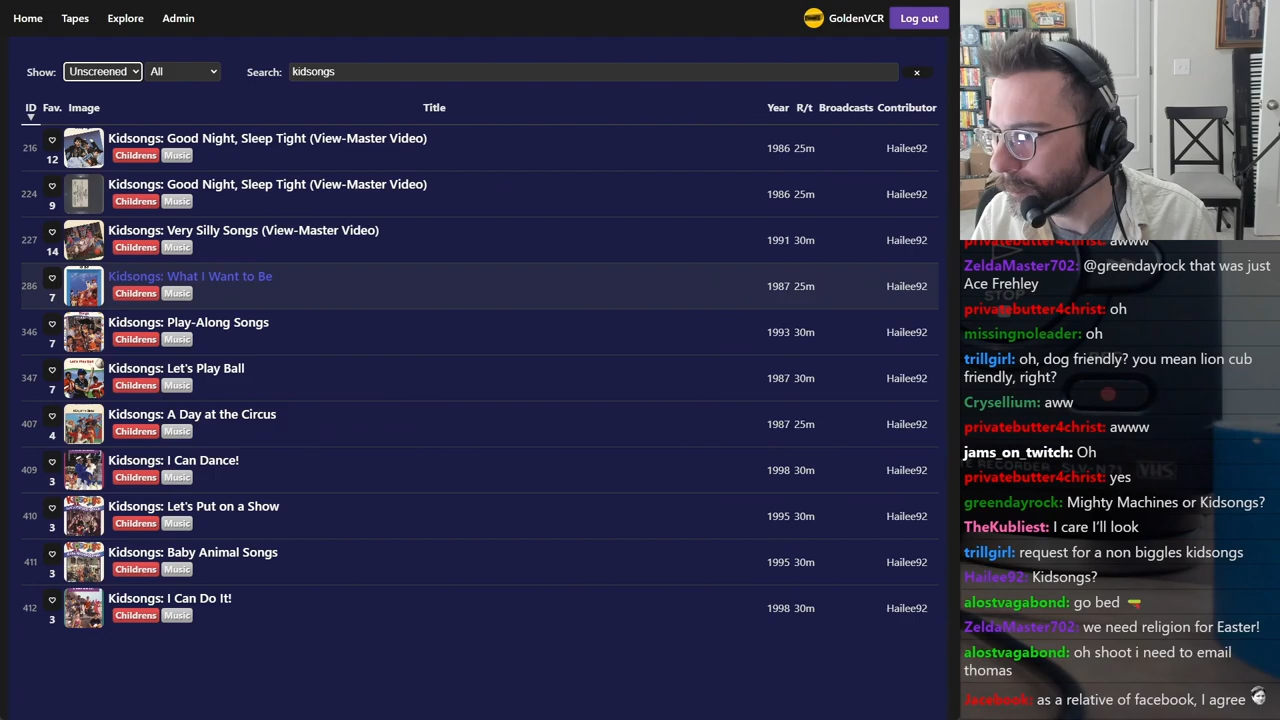 Home Tapes Explore Admin GoldenVCR Log out
Show: Unscreened All Search: kidsongs ×
ID Fav. Image Title Year R/t Broadcasts Contributor
216 12 Kidsongs: Good Night, Sleep Tight (View-Master Video) 1986 25m Hailee92
Childrens Music
224 9 Kidsongs: Good Night, Sleep Tight (View-Master Video) 1986 25m Hailee92
Childrens Music
227 14 Kidsongs: Very Silly Songs (View-Master Video) 1991 30m Hailee92
Childrens Music
286 7 Kidsongs: What I Want to Be 1987 25m Hailee92
Childrens Music
346 7 Kidsongs: Play-Along Songs 1993 30m Hailee92
Childrens Music
347 7 Kidsongs: Let's Play Ball 1987 30m Hailee92
Childrens Music
407 4 Kidsongs: A Day at the Circus 1987 25m Hailee92
Childrens Music
409 3 Kidsongs: I Can Dance! 1998 30m Hailee92
Childrens Music
410 3 Kidsongs: Let's Put on a Show 1995 30m Hailee92
Childrens Music
411 3 Kidsongs: Baby Animal Songs 1995 30m Hailee92
Childrens Music
412 3 Kidsongs: I Can Do It! 1998 30m Hailee92
Childrens Music
privatebutter4christ: awww
ZeldaMaster702: @greendayrock that was just
Ace Frehley
privatebutter4christ: oh
missingnoleader: oh
trillgirl: oh, dog friendly? you mean lion cub
friendly, right?
Crysellium: aww
privatebutter4christ: awww
jams_on_twitch: Oh
privatebutter4christ: yes
greendayrock: Mighty Machines or Kidsongs?
TheKubliest: I care I'll look
trillgirl: request for a non biggles kidsongs
Hailee92: Kidsongs?
alostvagabond: go bed
ZeldaMaster702: we need religion for Easter!
alostvagabond: oh shoot i need to email
thomas
Jacebook: as a relative of facebook, I agree
STOP
VHS